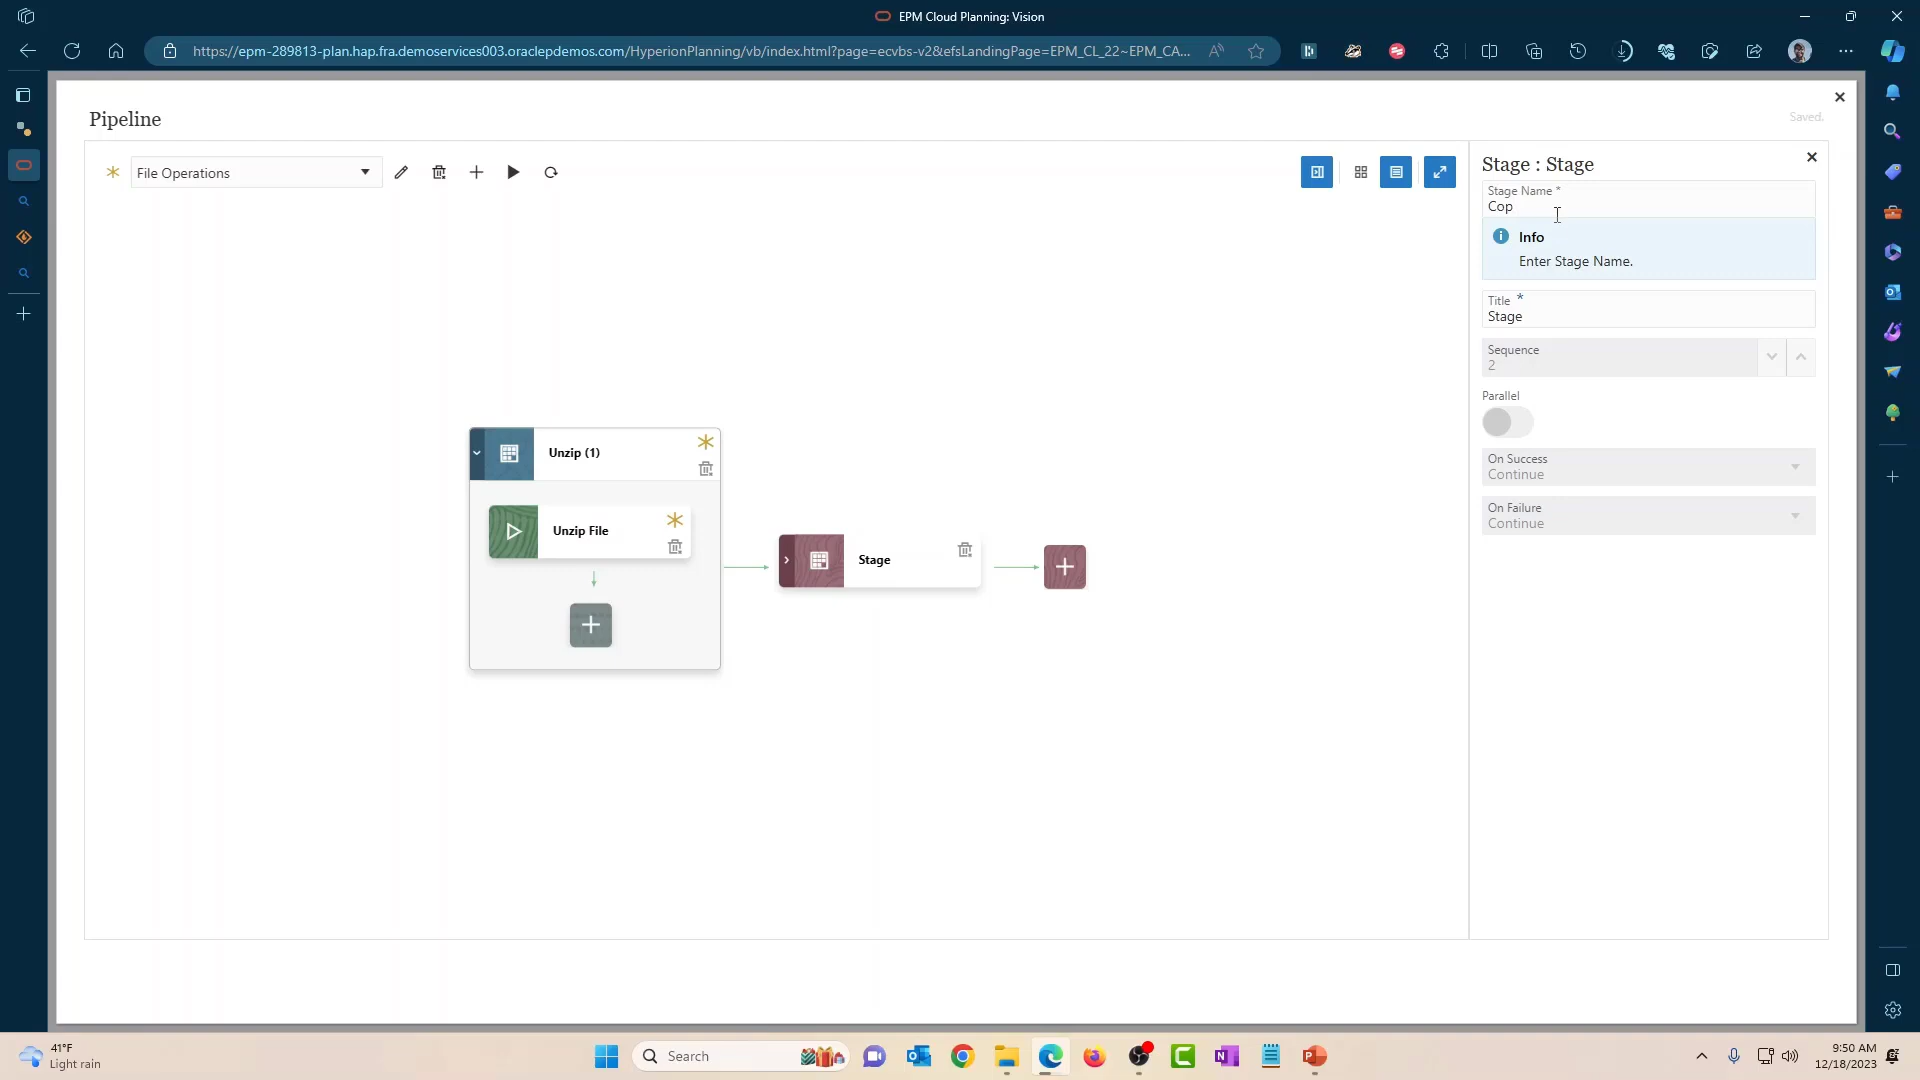 EPM Cloud Planning: Vision
https://epm-289813-plan.hap.fra.demoservices003.oraclepdemos.com/HyperionPlanning/vb/index.html?page=ecvbs-v2&efsLandingPage=EPM_CL_22~EPM_CA...
Pipeline
Saved.
File Operations
Stage : Stage
Stage Name *
Cop
Info
Enter Stage Name.
Title *
Stage
Sequence
2
Parallel
On Success
Continue
On Failure
Continue
Unzip (1)
Unzip File
Stage
41°F
Light rain
Search
9:50 AM
12/18/2023